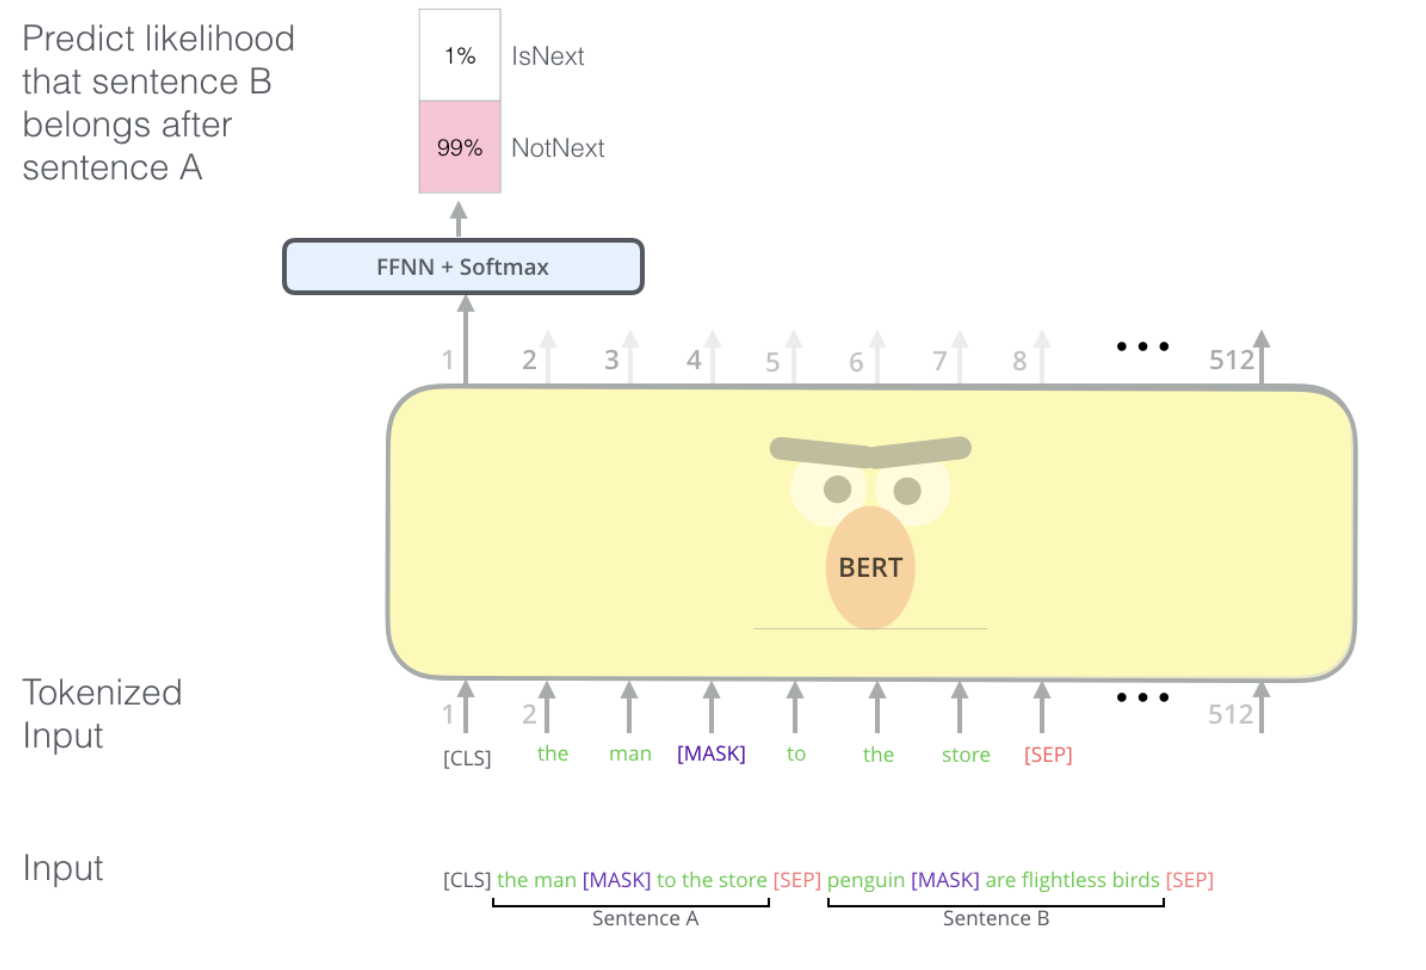 Predict likelihood
that sentence B
belongs after
sentence A
1% IsNext
99% NotNext
FFNN + Softmax
1 2 3 4 5 6 7 8 ••• 512
BERT
Tokenized
Input
1 2 ••• 512
[CLS] the man [MASK] to the store [SEP]
Input
[CLS] the man [MASK] to the store [SEP] penguin [MASK] are flightless birds [SEP]
Sentence A Sentence B